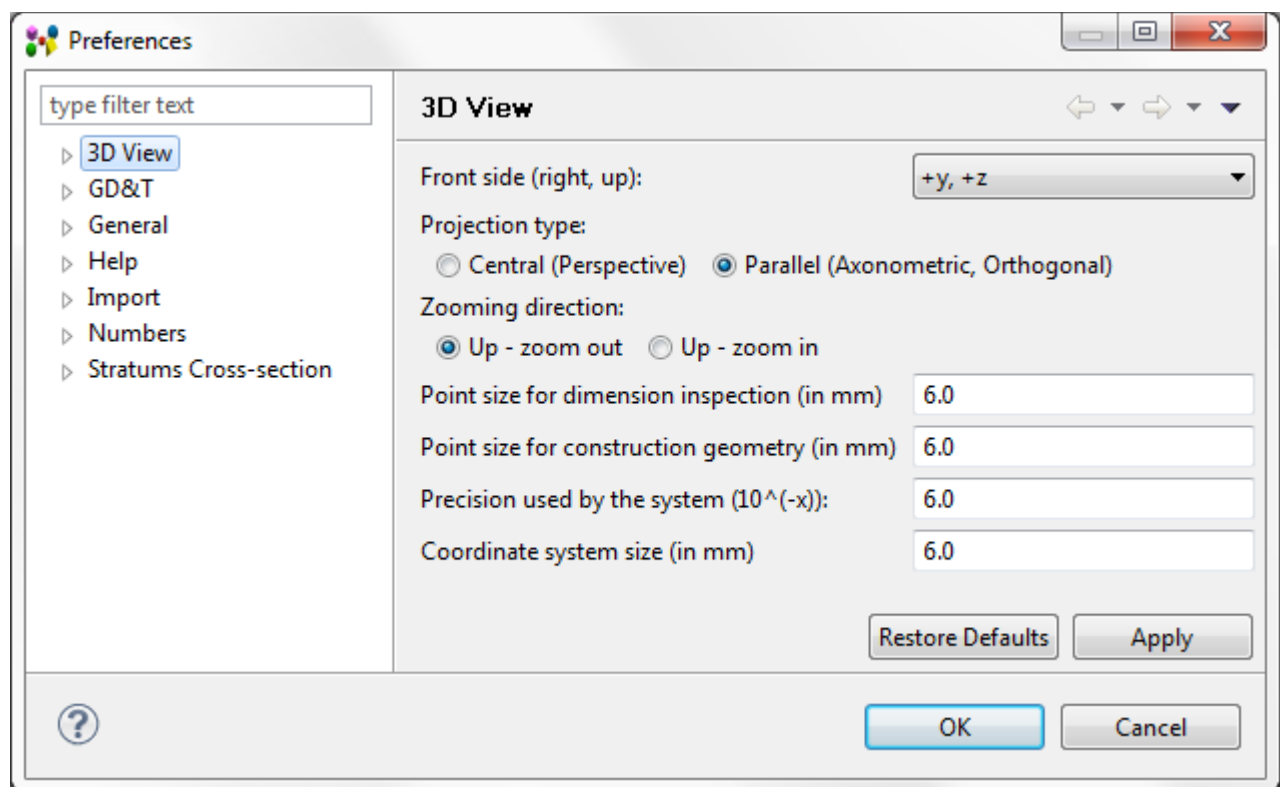 Preferences
type filter text
3D View
GD&T
General
Help
Import
Numbers
Stratums Cross-section
3D View
Front side (right, up): +y, +z
Projection type:
Central (Perspective) Parallel (Axonometric, Orthogonal)
Zooming direction:
Up - zoom out Up - zoom in
Point size for dimension inspection (in mm) 6.0
Point size for construction geometry (in mm) 6.0
Precision used by the system (10^(-x)): 6.0
Coordinate system size (in mm) 6.0
Restore Defaults Apply
? OK Cancel